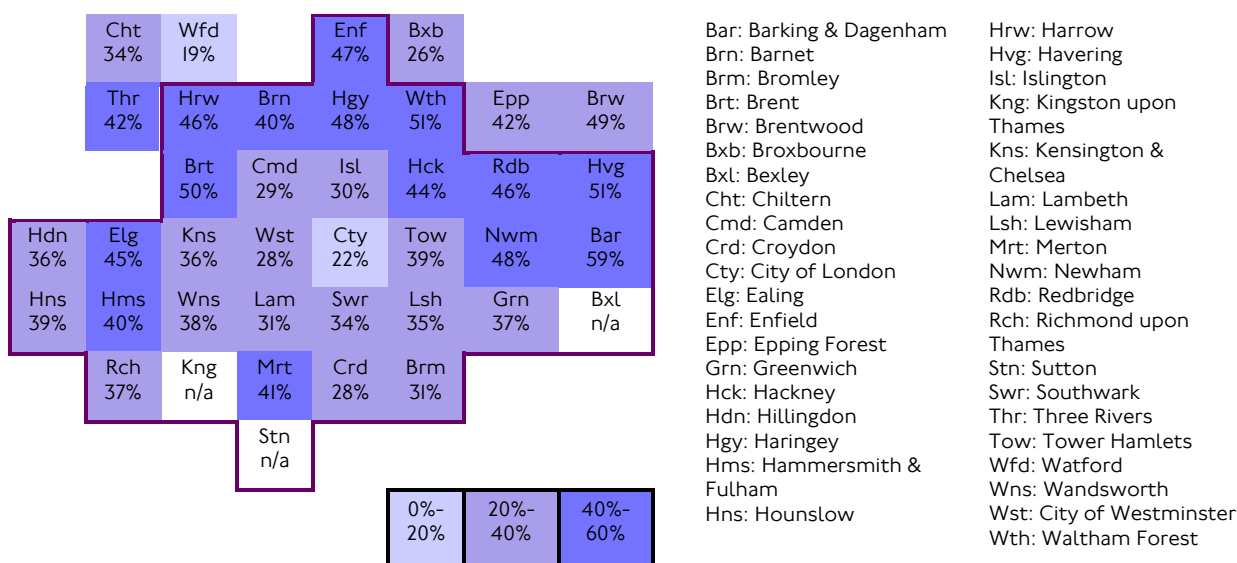 Cht Wfd Enf Bxb
34% 19% 47% 26%
Thr Hrw Brn Hgy Wth Epp Brw
42% 46% 40% 48% 51% 42% 49%
Brt Cmd Isl Hck Rdb Hvg
50% 29% 30% 44% 46% 51%
Hdn Elg Kns Wst Cty Tow Nwm Bar
36% 45% 36% 28% 22% 39% 48% 59%
Hns Hms Wns Lam Swr Lsh Grn Bxl
39% 40% 38% 31% 34% 35% 37% n/a
Rch Kng Mrt Crd Brm
37% n/a 41% 28% 31%
Stn
n/a
0%- 20%- 40%-
20% 40% 60%
Bar: Barking & Dagenham
Brn: Barnet
Brm: Bromley
Brt: Brent
Brw: Brentwood
Bxb: Broxbourne
Bxl: Bexley
Cht: Chiltern
Cmd: Camden
Crd: Croydon
Cty: City of London
Elg: Ealing
Enf: Enfield
Epp: Epping Forest
Grn: Greenwich
Hck: Hackney
Hdn: Hillingdon
Hgy: Haringey
Hms: Hammersmith &
Fulham
Hns: Hounslow
Hrw: Harrow
Hvg: Havering
Isl: Islington
Kng: Kingston upon
Thames
Kns: Kensington &
Chelsea
Lam: Lambeth
Lsh: Lewisham
Mrt: Merton
Nwm: Newham
Rdb: Redbridge
Rch: Richmond upon
Thames
Stn: Sutton
Swr: Southwark
Thr: Three Rivers
Tow: Tower Hamlets
Wfd: Watford
Wns: Wandsworth
Wst: City of Westminster
Wth: Waltham Forest